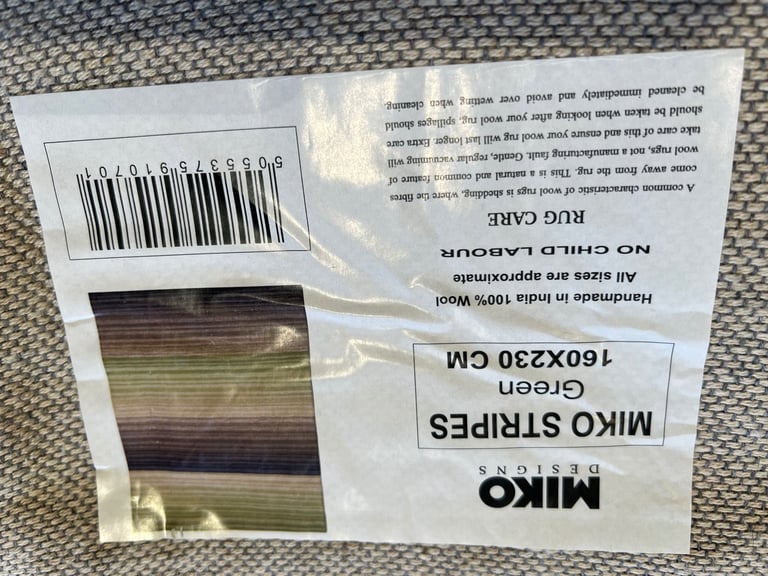 MIKO
DESIGNS
MIKO STRIPES
Green
160X230 CM
Handmade in India 100% Wool
All sizes are approximate
NO CHILD LABOUR
RUG CARE
A common characteristic of wool rugs is shedding, where the fibres
come away from the rug. This is a natural and common feature of
wool rugs, not a manufacturing fault. Gentle, regular vacuuming will
take care of this and ensure your wool rug will last longer. Extra care
should be taken when looking after your wool rug, spillages should
be cleaned immediately and avoid over wetting when cleaning.
5055375910701